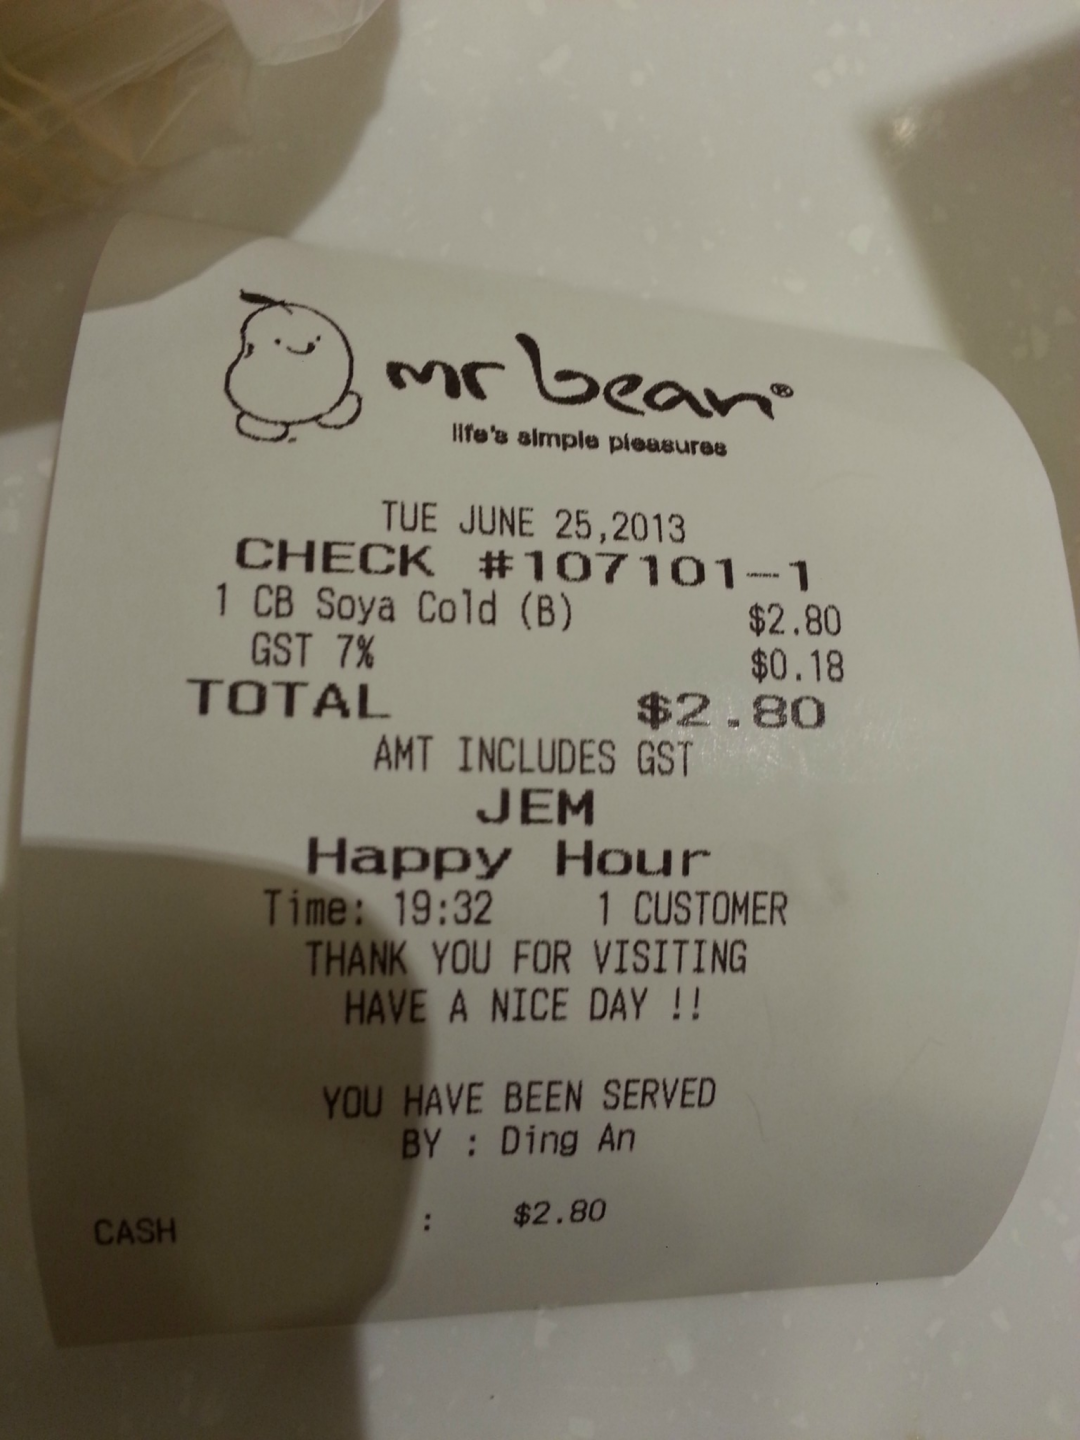 mr bean®
life's simple pleasures
TUE JUNE 25,2013
CHECK #107101-1
1 CB Soya Cold (B) $2.80
GST 7% $0.18
TOTAL $2.80
AMT INCLUDES GST
JEM
Happy Hour
Time: 19:32 1 CUSTOMER
THANK YOU FOR VISITING
HAVE A NICE DAY !!
YOU HAVE BEEN SERVED
BY : Ding An
CASH : $2.80